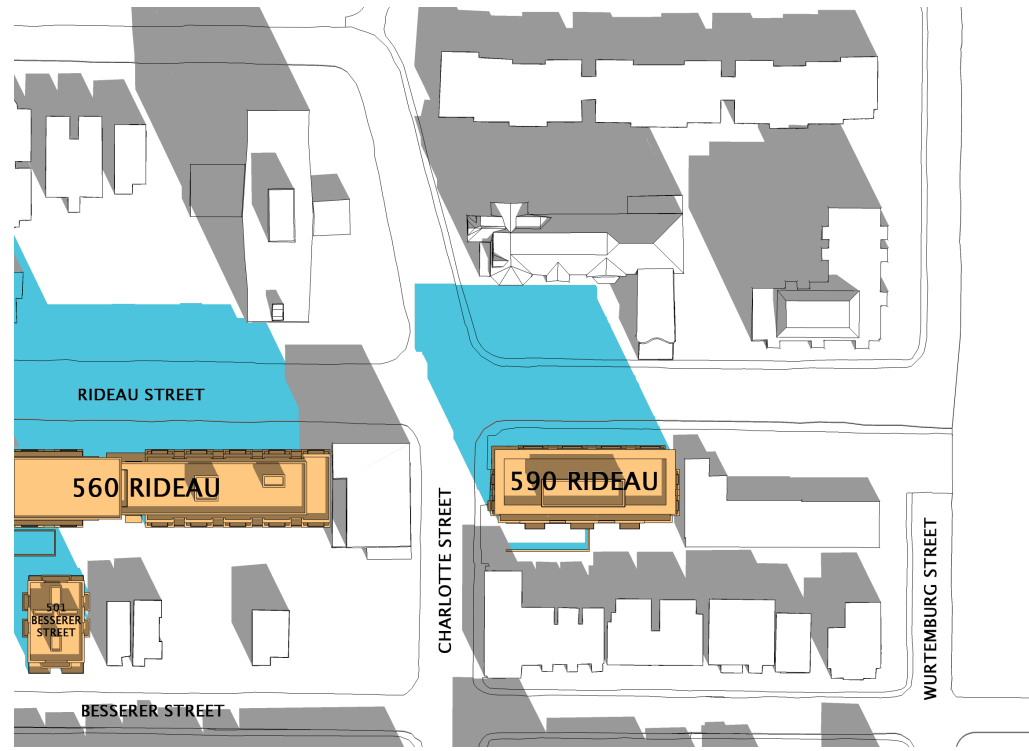 RIDEAU STREET
560 RIDEAU
590 RIDEAU
CHARLOTTE STREET
WURTEMBURG STREET
501
BESSERER
STREET
BESSERER STREET